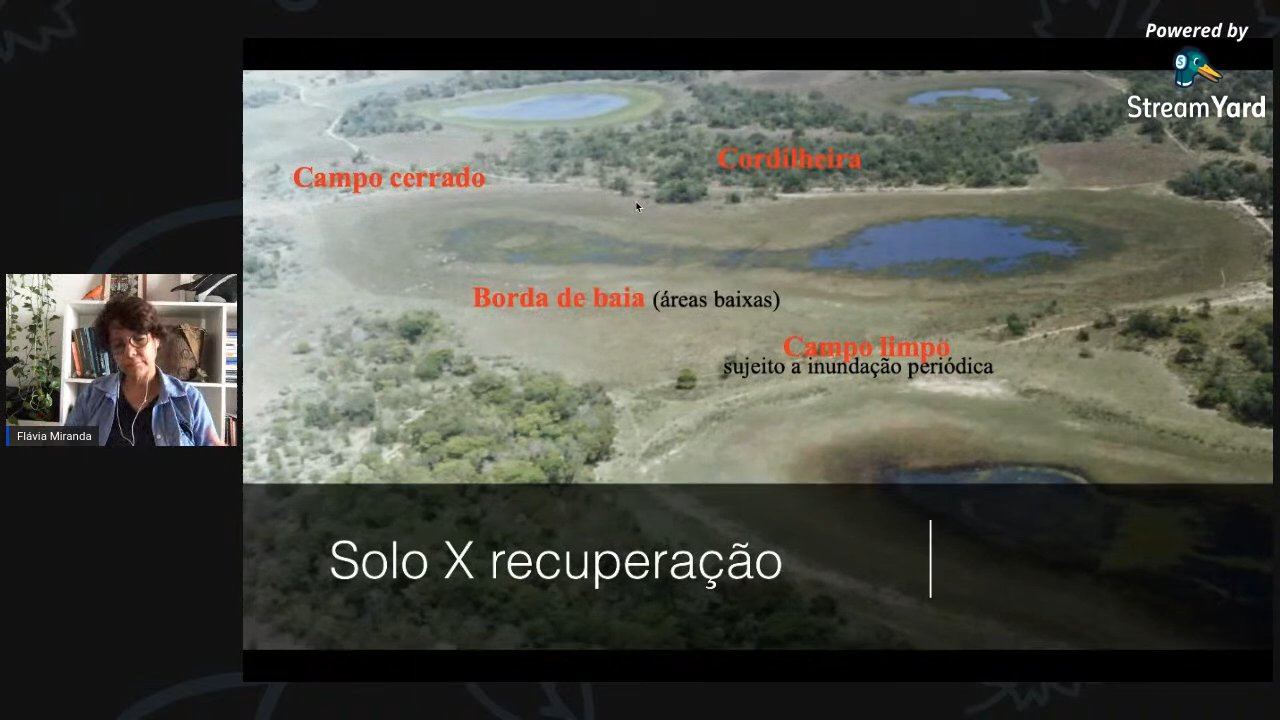 Powered by
StreamYard
Cordilheira
Campo cerrado
Borda de baia (áreas baixas)
Campo limpo
sujeito a inundação periódica
Flávia Miranda
Solo X recuperação